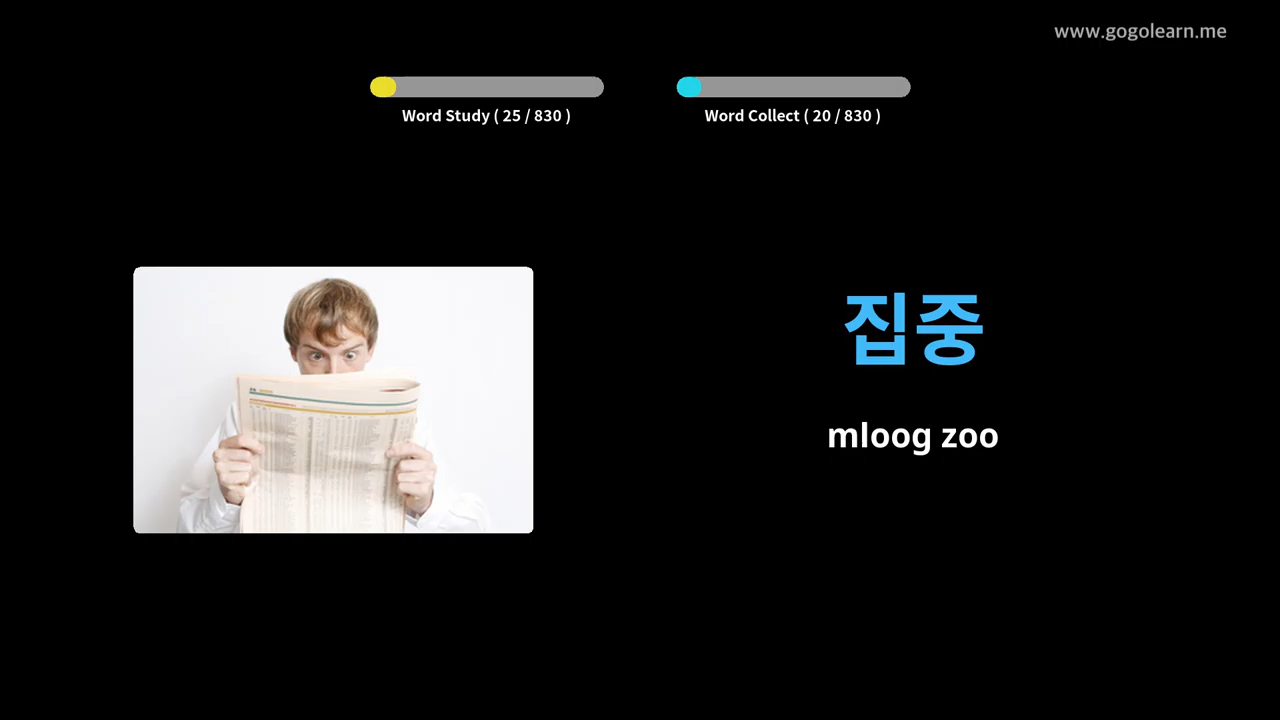 www.gogolearn.me
Word Study ( 25 / 830 )
Word Collect ( 20 / 830 )
집중
mloog zoo